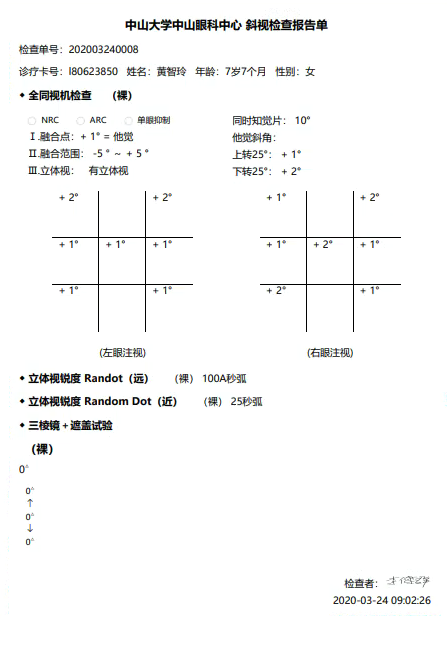 中山大学中山眼科中心 斜视检查报告单
检查单号：202003240008
诊疗卡号：I80623850 姓名：黄智玲 年龄：7岁7个月 性别：女
◆ 全同视机检查 （裸）
NRC ARC 单眼抑制 同时知觉片： 10°
Ⅰ.融合点：+ 1° = 他觉 他觉斜角：
Ⅱ.融合范围： -5 ° ~ + 5 ° 上转25°： + 1°
Ⅲ.立体视： 有立体视 下转25°： + 2°
+ 2° + 2° + 1° + 2°
+ 1° + 1° + 1° + 1° + 2° + 1°
+ 1° + 1° + 2° + 1°
(左眼注视) (右眼注视)
◆ 立体视锐度 Randot（远） （裸） 100A秒弧
◆ 立体视锐度 Random Dot（近） （裸） 25秒弧
◆ 三棱镜＋遮盖试验
（裸）
0△
0△
↑
0△
↓
0△
检查者：
2020-03-24 09:02:26